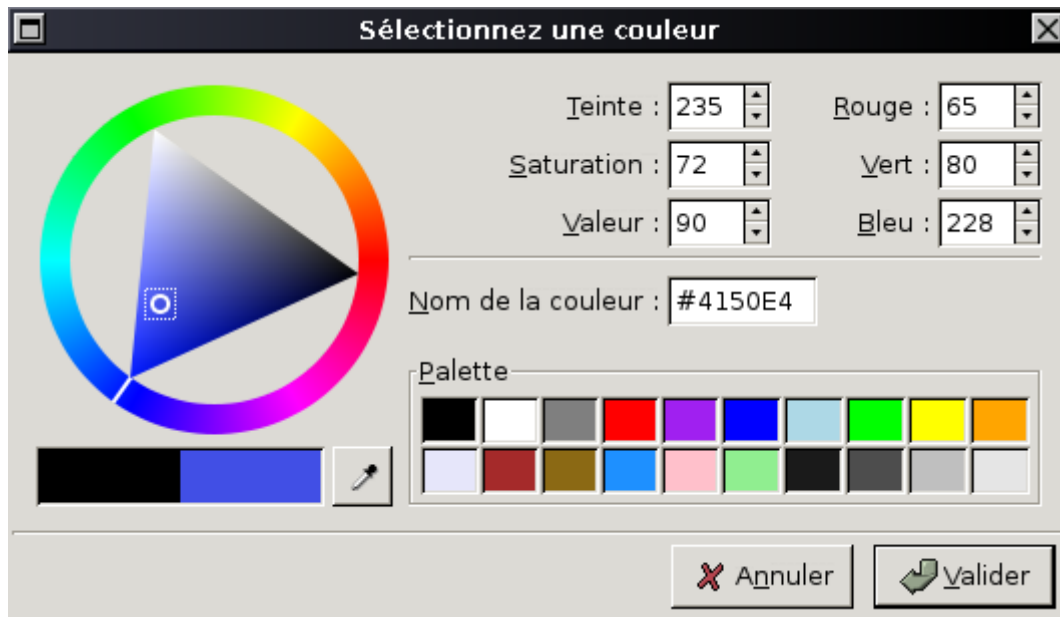 Sélectionnez une couleur
Teinte : 235 Rouge : 65
Saturation : 72 Vert : 80
Valeur : 90 Bleu : 228
Nom de la couleur : #4150E4
Palette
Annuler Valider